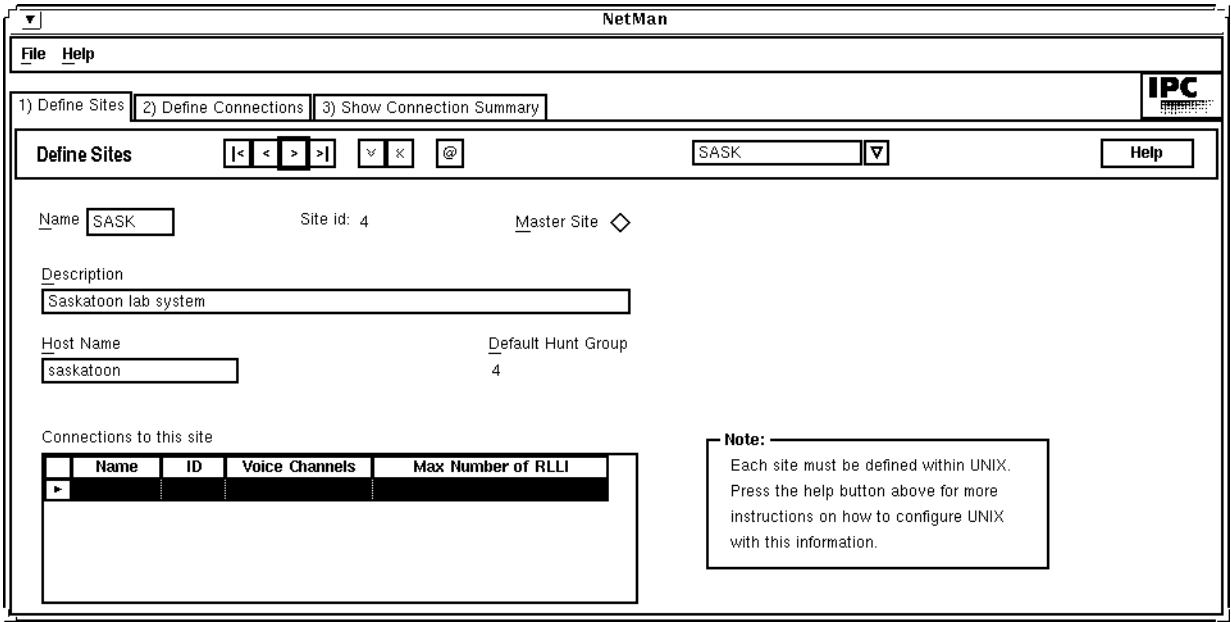 NetMan
File Help
IPC
1) Define Sites 2) Define Connections 3) Show Connection Summary
Define Sites |< < > >| v x @ SASK Help
Name SASK Site id: 4 Master Site
Description
Saskatoon lab system
Host Name Default Hunt Group
saskatoon 4
Connections to this site
Name ID Voice Channels Max Number of RLLI
Note:
Each site must be defined within UNIX.
Press the help button above for more
instructions on how to configure UNIX
with this information.